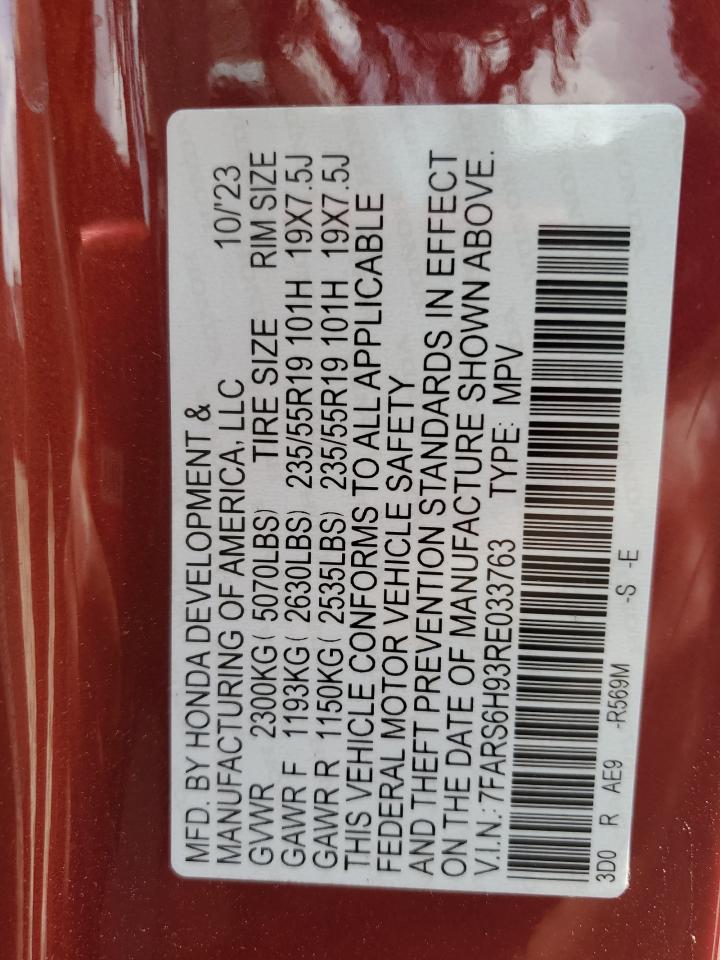 MFD. BY HONDA DEVELOPMENT &
MANUFACTURING OF AMERICA, LLC 10/'23
GVWR 2300KG( 5070LBS) TIRE SIZE RIM SIZE
GAWR F 1193KG( 2630LBS) 235/55R19 101H 19X7.5J
GAWR R 1150KG( 2535LBS) 235/55R19 101H 19X7.5J
THIS VEHICLE CONFORMS TO ALL APPLICABLE
FEDERAL MOTOR VEHICLE SAFETY
AND THEFT PREVENTION STANDARDS IN EFFECT
ON THE DATE OF MANUFACTURE SHOWN ABOVE.
V.I.N.: 7FARS6H93RE033763 TYPE: MPV
3D0 R AE9 -R569M -S -E